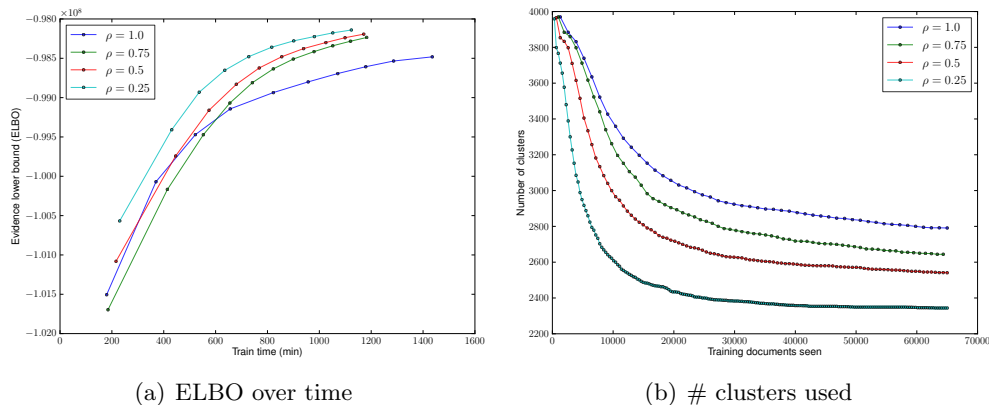 −0.980 ×10⁸
−0.985
−0.990
−0.995
−1.000
−1.005
−1.010
−1.015
−1.020
Evidence lower bound (ELBO)
ρ = 1.0
ρ = 0.75
ρ = 0.5
ρ = 0.25
0 200 400 600 800 1000 1200 1400 1600
Train time (min)
(a) ELBO over time
4000
3800
3600
3400
3200
3000
2800
2600
2400
2200
Number of clusters
ρ = 1.0
ρ = 0.75
ρ = 0.5
ρ = 0.25
0 10000 20000 30000 40000 50000 60000 70000
Training documents seen
(b) # clusters used